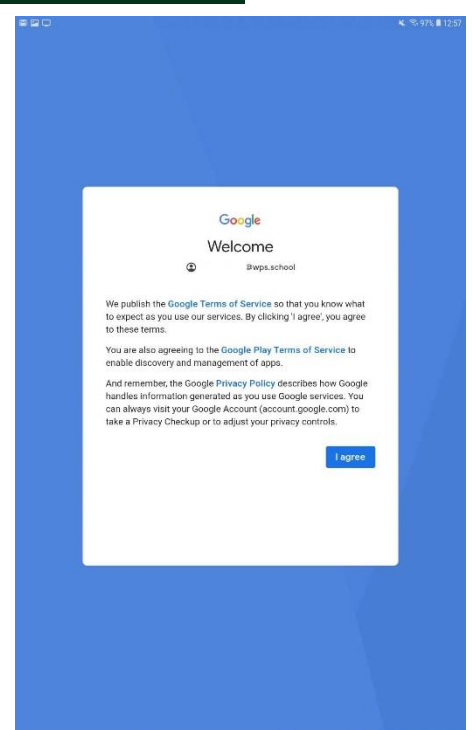 97% 12:57
Google
Welcome
@wps.school
We publish the Google Terms of Service so that you know what
to expect as you use our services. By clicking 'I agree', you agree
to these terms.
You are also agreeing to the Google Play Terms of Service to
enable discovery and management of apps.
And remember, the Google Privacy Policy describes how Google
handles information generated as you use Google services. You
can always visit your Google Account (account.google.com) to
take a Privacy Checkup or to adjust your privacy controls.
I agree